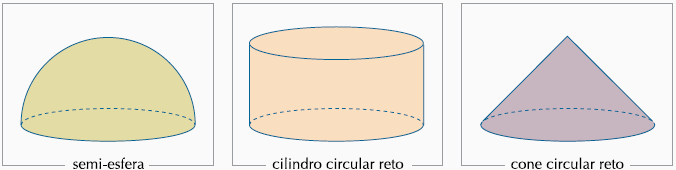 semi-esfera
cilindro circular reto
cone circular reto